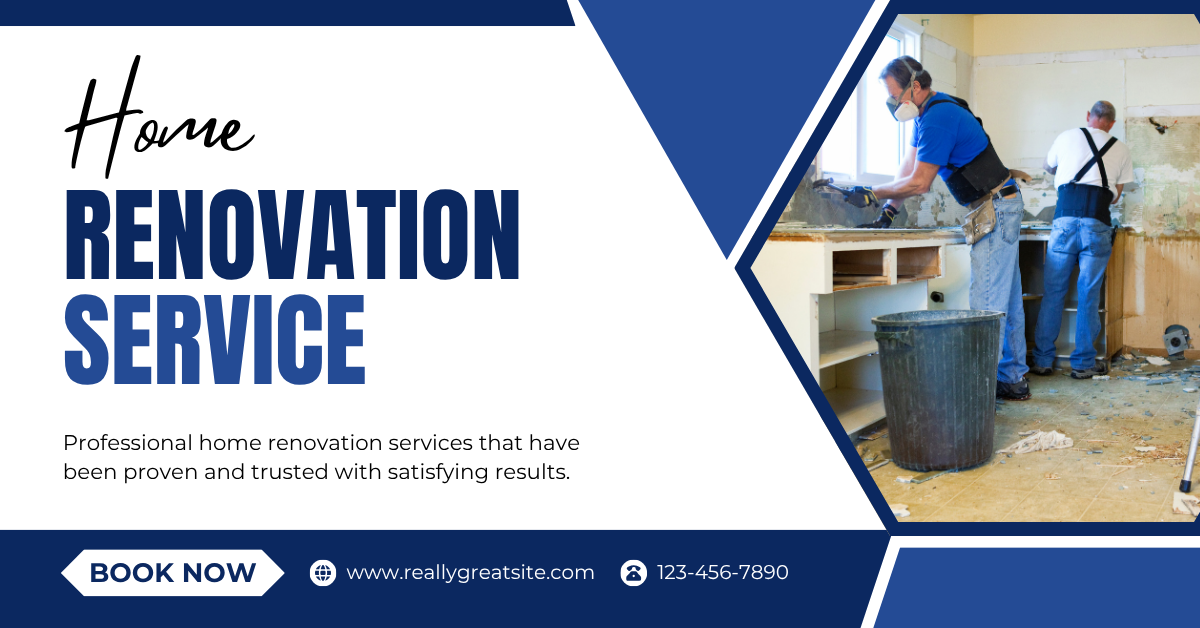 Home
RENOVATION
SERVICE
Professional home renovation services that have
been proven and trusted with satisfying results.
BOOK NOW
www.reallygreatsite.com
123-456-7890